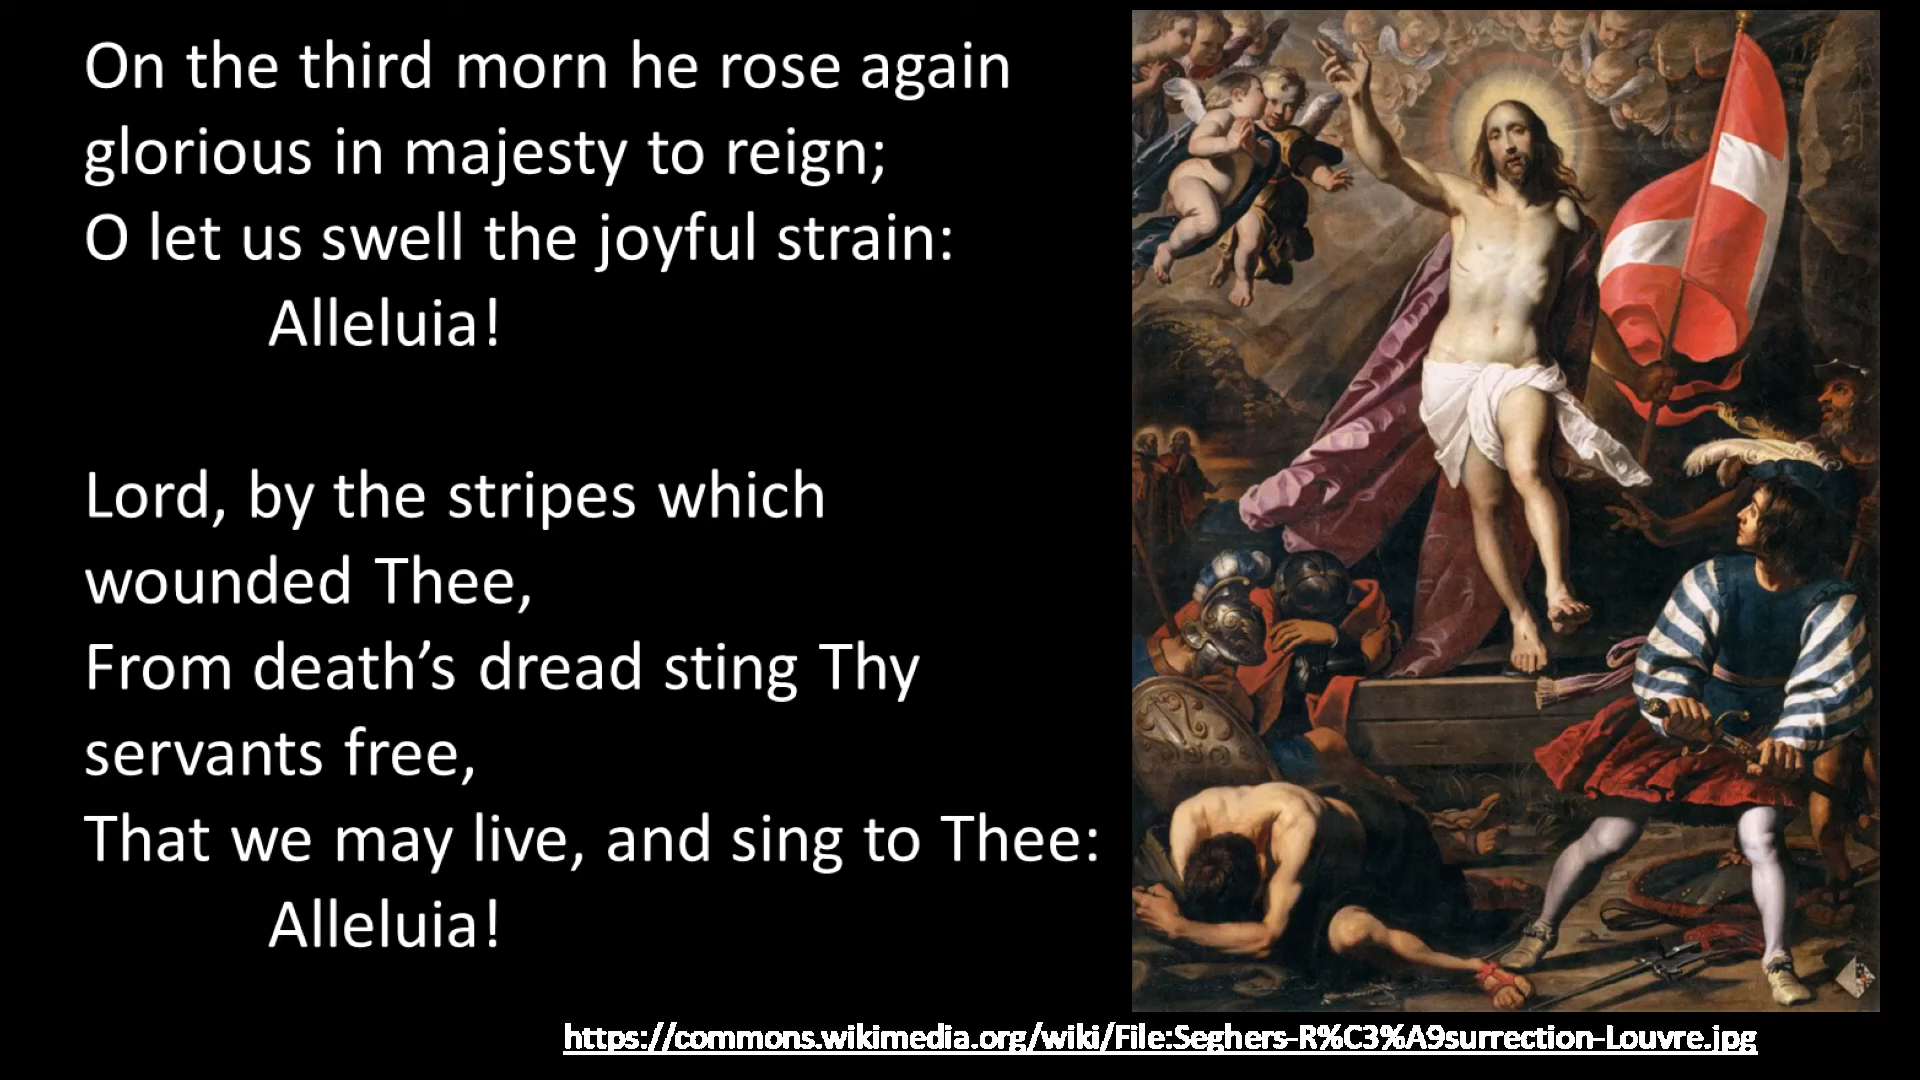 On the third morn he rose again
glorious in majesty to reign;
O let us swell the joyful strain:
Alleluia!
Lord, by the stripes which
wounded Thee,
From death’s dread sting Thy
servants free,
That we may live, and sing to Thee:
Alleluia!
https://commons.wikimedia.org/wiki/File:Seghers-R%C3%A9surrection-Louvre.jpg